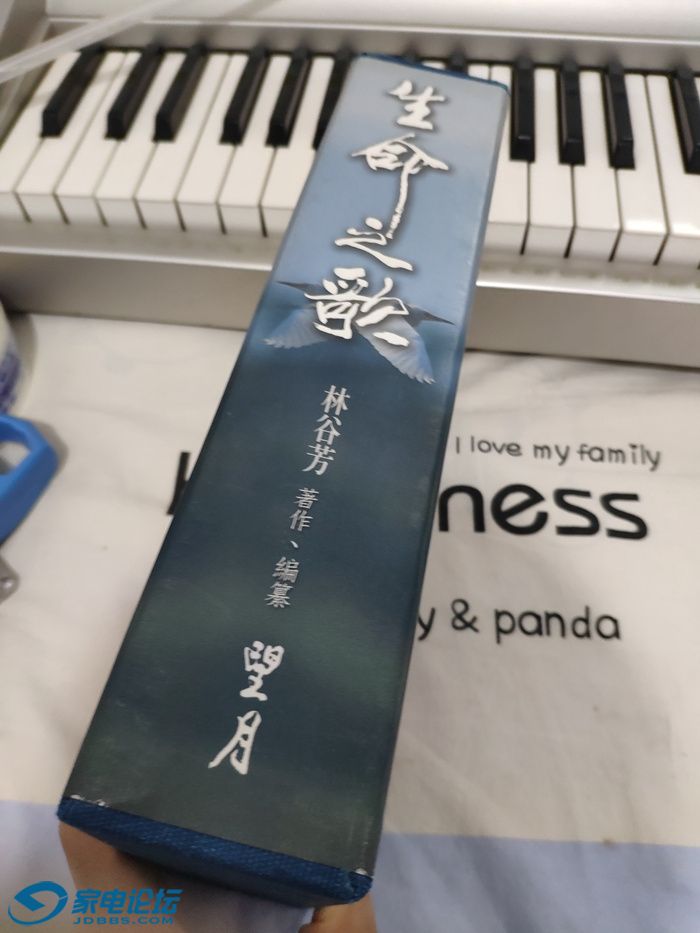 生命之歌
林谷芳 著作、編纂
望月
I love my family
ness
y & panda
家电论坛
JDBBS.COM